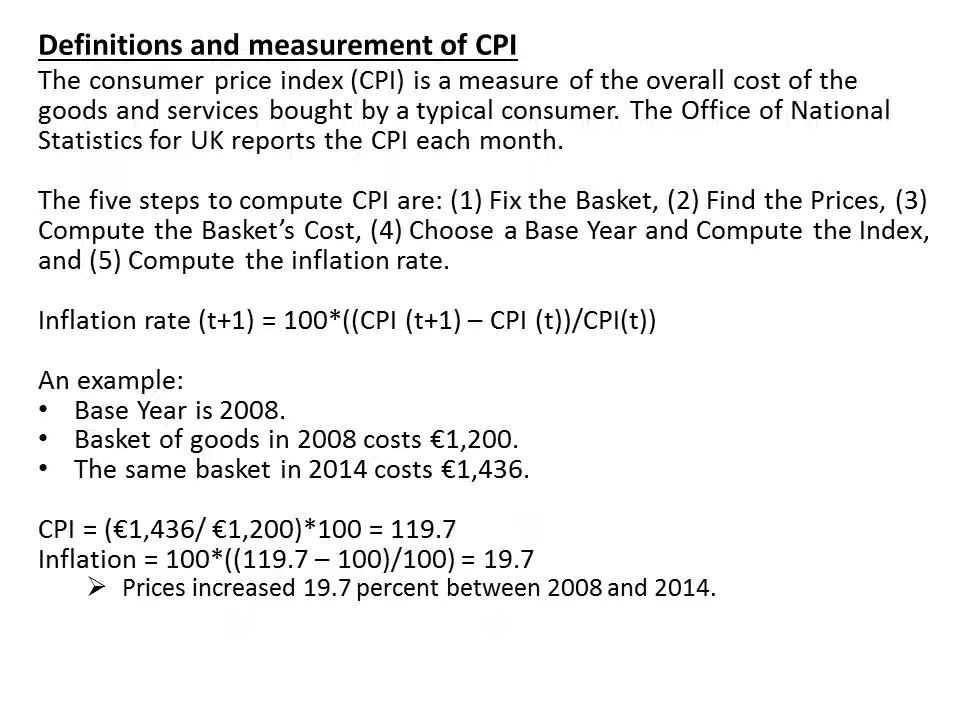 Definitions and measurement of CPI
The consumer price index (CPI) is a measure of the overall cost of the
goods and services bought by a typical consumer. The Office of National
Statistics for UK reports the CPI each month.
The five steps to compute CPI are: (1) Fix the Basket, (2) Find the Prices, (3)
Compute the Basket’s Cost, (4) Choose a Base Year and Compute the Index,
and (5) Compute the inflation rate.
Inflation rate (t+1) = 100*((CPI (t+1) – CPI (t))/CPI(t))
An example:
• Base Year is 2008.
• Basket of goods in 2008 costs €1,200.
• The same basket in 2014 costs €1,436.
CPI = (€1,436/ €1,200)*100 = 119.7
Inflation = 100*((119.7 – 100)/100) = 19.7
➢ Prices increased 19.7 percent between 2008 and 2014.